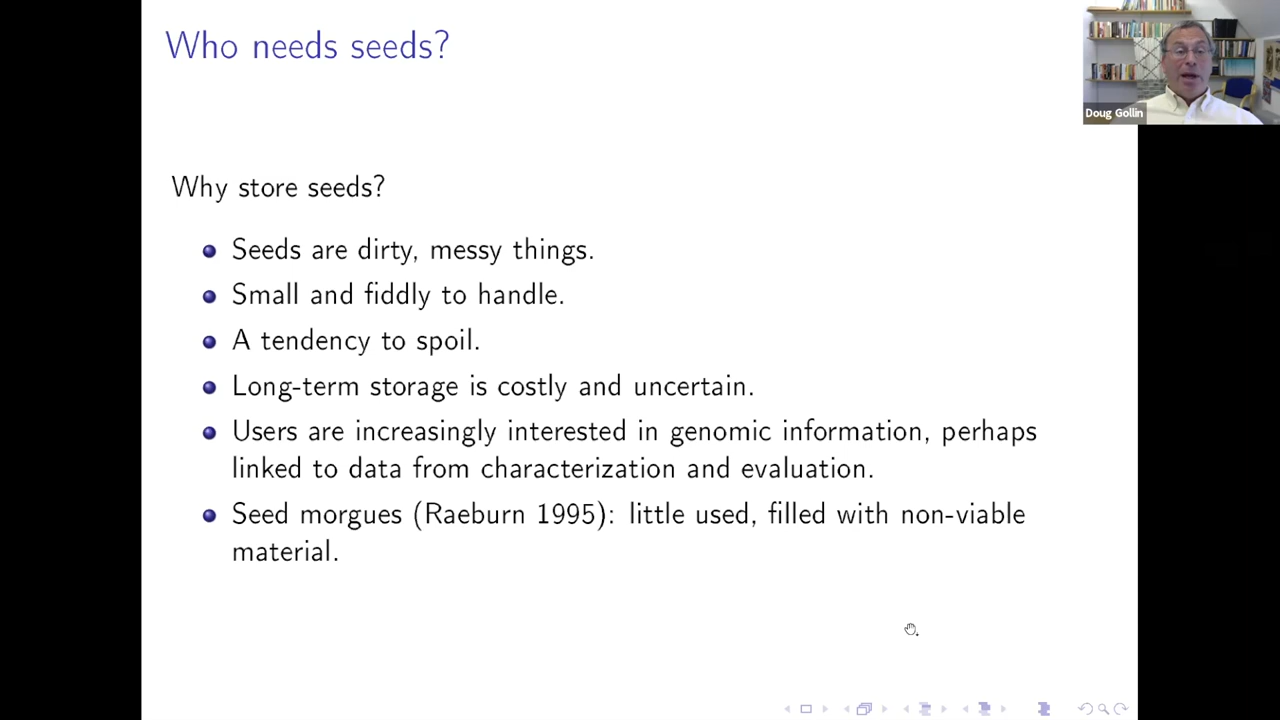 Who needs seeds?
Doug Gollin
Why store seeds?
Seeds are dirty, messy things.
Small and fiddly to handle.
A tendency to spoil.
Long-term storage is costly and uncertain.
Users are increasingly interested in genomic information, perhaps
linked to data from characterization and evaluation.
Seed morgues (Raeburn 1995): little used, filled with non-viable
material.